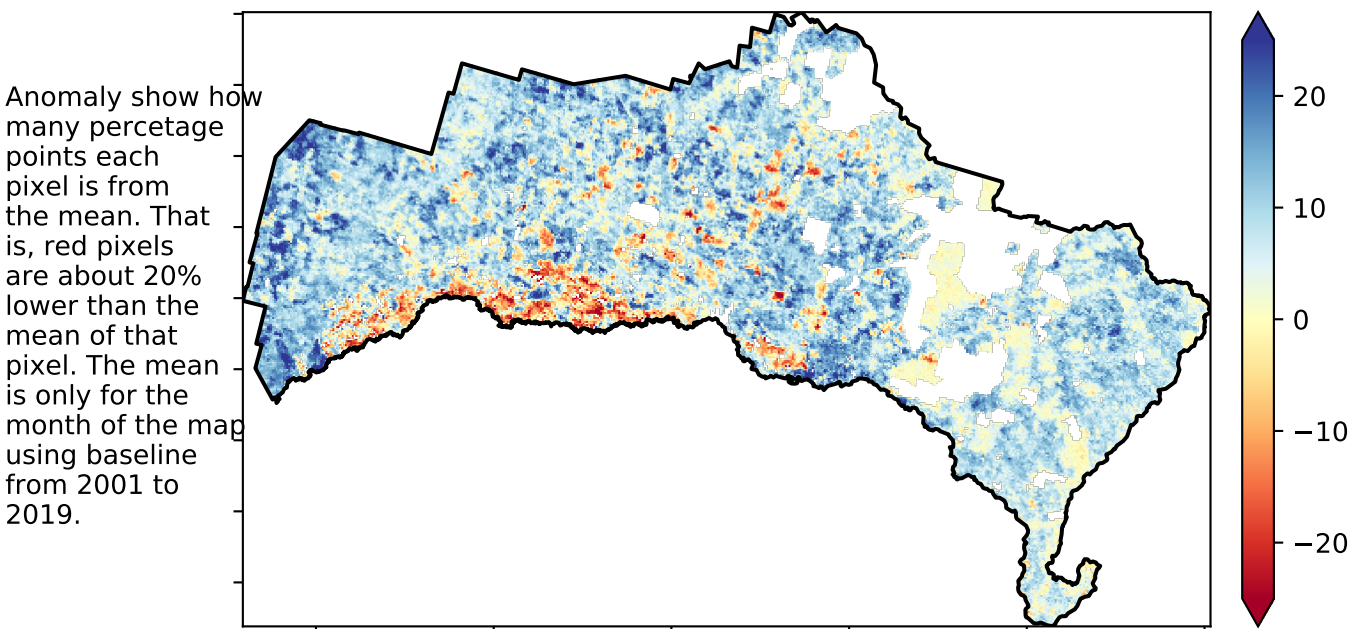 Anomaly show how
many percetage
points each
pixel is from
the mean. That
is, red pixels
are about 20%
lower than the
mean of that
pixel. The mean
is only for the
month of the map
using baseline
from 2001 to
2019.
20
10
0
−10
−20